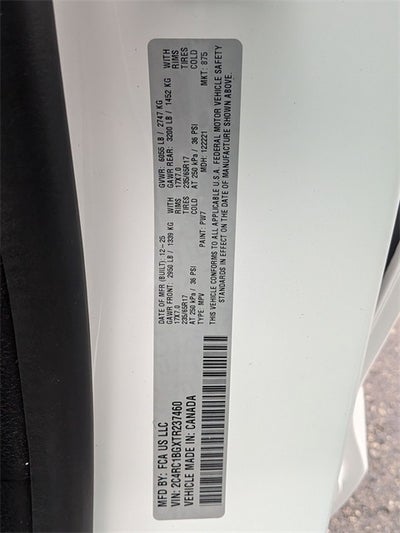 MFD BY: FCA US LLC
VIN: 2C4RC1BGXTR237460
VEHICLE MADE IN: CANADA
DATE OF MFR (BUILT): 12-25 GVWR: 6055 LB / 2747 KG
GAWR FRONT: 2950 LB / 1339 KG WITH GAWR REAR: 3200 LB / 1452 KG WITH
17X7.0 RIMS 17X7.0 RIMS
235/65R17 TIRES 235/65R17 TIRES
AT 250 kPa / 36 PSI COLD AT 250 kPa / 36 PSI COLD
TYPE: MPV PAINT: PW7 MDH: 122221 MKT: 875
THIS VEHICLE CONFORMS TO ALL APPLICABLE U.S.A. FEDERAL MOTOR VEHICLE SAFETY
STANDARDS IN EFFECT ON THE DATE OF MANUFACTURE SHOWN ABOVE.